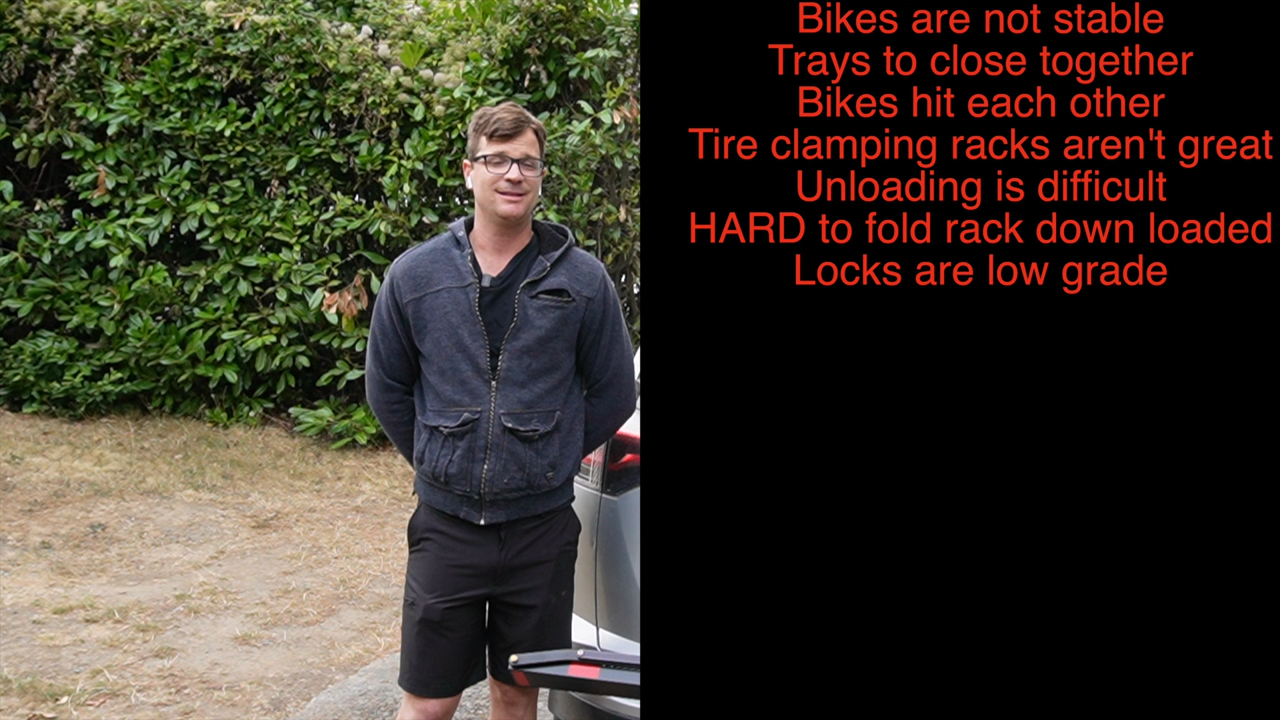 Bikes are not stable
Trays to close together
Bikes hit each other
Tire clamping racks aren't great
Unloading is difficult
HARD to fold rack down loaded
Locks are low grade